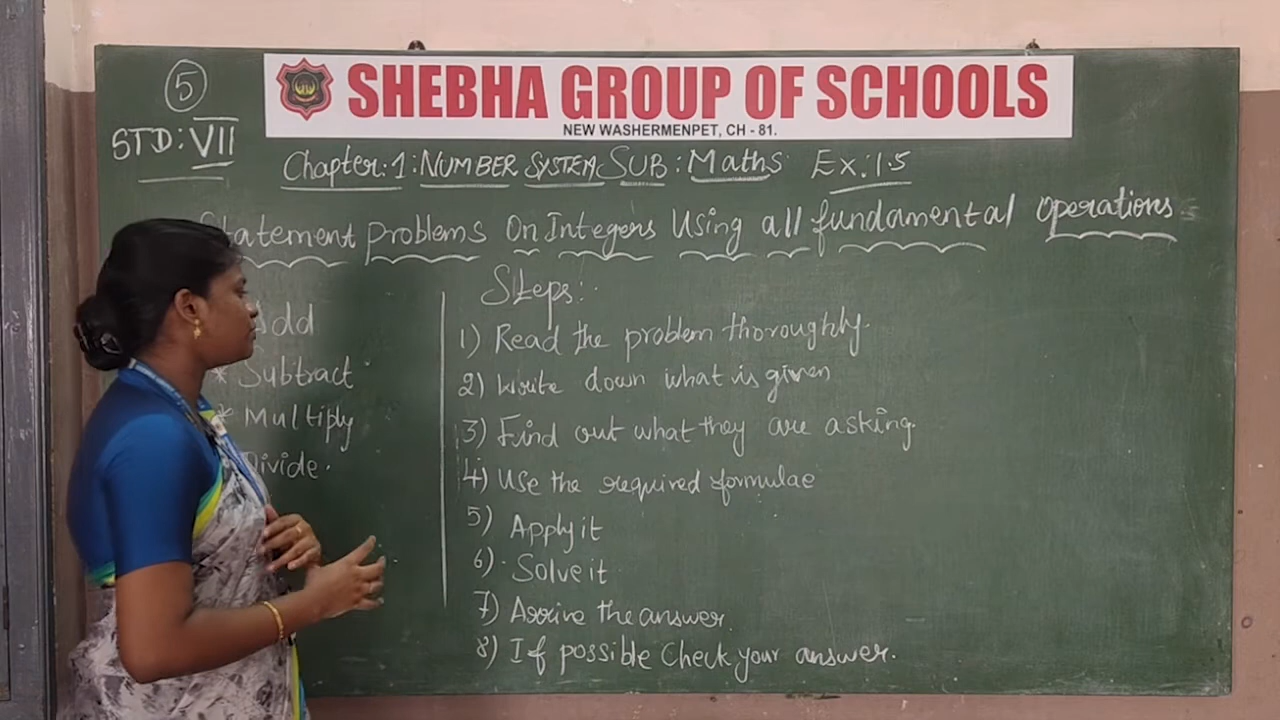 5
SHEBHA GROUP OF SCHOOLS
NEW WASHERMENPET, CH - 81.
STD: VII
Chapter: 1: NUMBER SYSTEM SUB: Maths Ex: 1.5
Statement problems On Integers Using all fundamental operations
Add
* Subtract
* Multiply
Divide.
Steps:
1) Read the problem thoroughly.
2) Write down what is given
3) Find out what they are asking.
4) Use the required formulae
5) Apply it
6) Solve it
7) Arrive the answer.
8) If possible Check your answer.